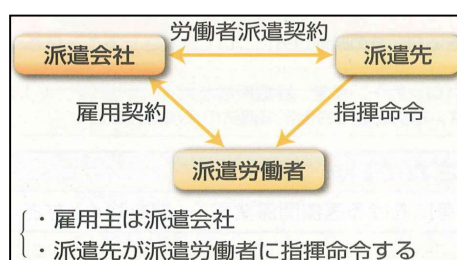 労働者派遣契約
派遣会社
派遣先
雇用契約
指揮命令
派遣労働者
・雇用主は派遣会社
・派遣先が派遣労働者に指揮命令する